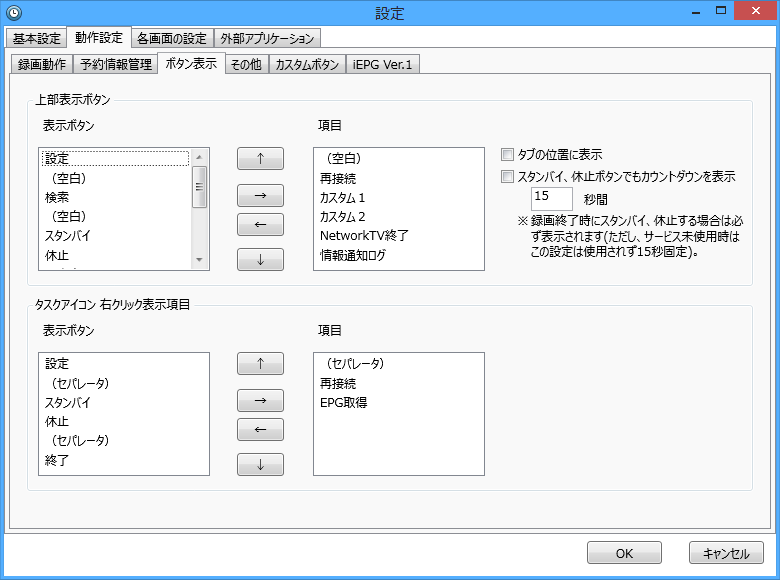 設定
基本設定 動作設定 各画面の設定 外部アプリケーション
録画動作 予約情報管理 ボタン表示 その他 カスタムボタン iEPG Ver.1
上部表示ボタン
表示ボタン
設定
（空白）
検索
（空白）
スタンバイ
休止
↑
→
←
↓
項目
（空白）
再接続
カスタム 1
カスタム 2
NetworkTV終了
情報通知ログ
タブの位置に表示
スタンバイ、休止ボタンでもカウントダウンを表示
15 秒間
※ 録画終了時にスタンバイ、休止する場合は必
ず表示されます(ただし、サービス未使用時は
この設定は使用されず15秒固定)。
タスクアイコン 右クリック表示項目
表示ボタン
設定
（セパレータ）
スタンバイ
休止
（セパレータ）
終了
↑
→
←
↓
項目
（セパレータ）
再接続
EPG取得
OK キャンセル